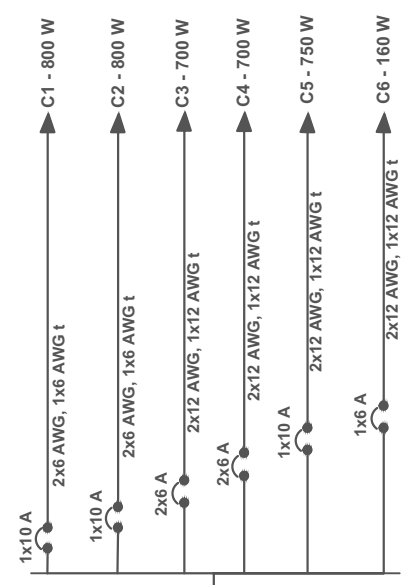 C1 - 800 W
C2 - 800 W
C3 - 700 W
C4 - 700 W
C5 - 750 W
C6 - 160 W
2x6 AWG, 1x6 AWG t
2x6 AWG, 1x6 AWG t
2x12 AWG, 1x12 AWG t
2x12 AWG, 1x12 AWG t
2x12 AWG, 1x12 AWG t
2x12 AWG, 1x12 AWG t
1x10 A
1x10 A
2x6 A
2x6 A
1x10 A
1x6 A